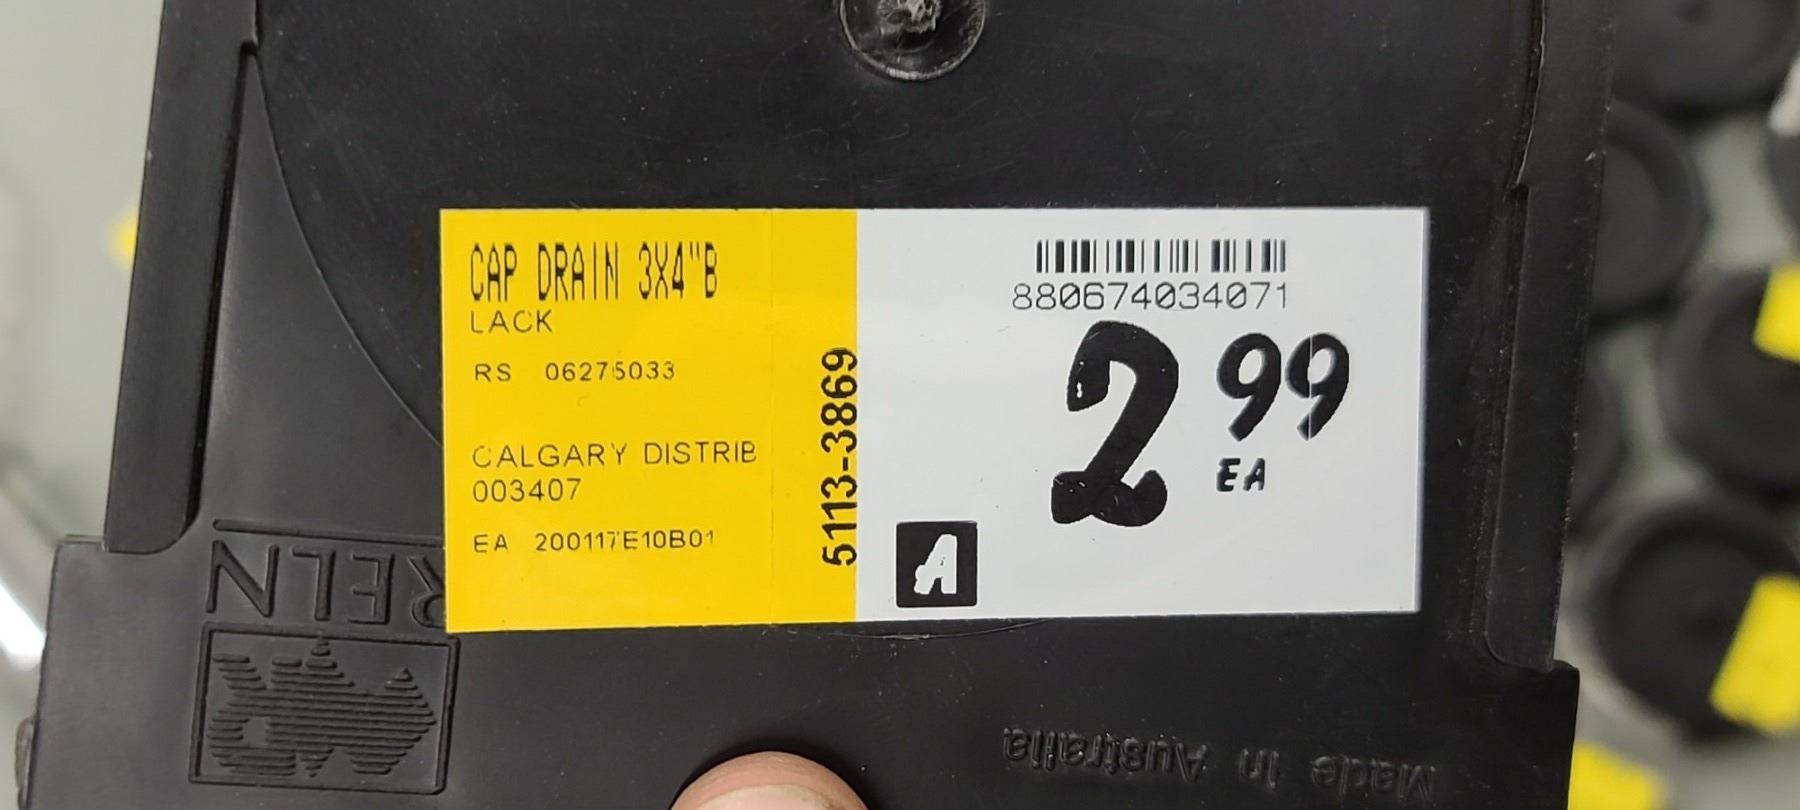 CAP DRAIN 3X4"B
LACK
RS 06275033
CALGARY DISTRIB
003407
EA 200117E10B01
5113-3869
880674034071
2 99
EA
A
RELN
Made in Australia